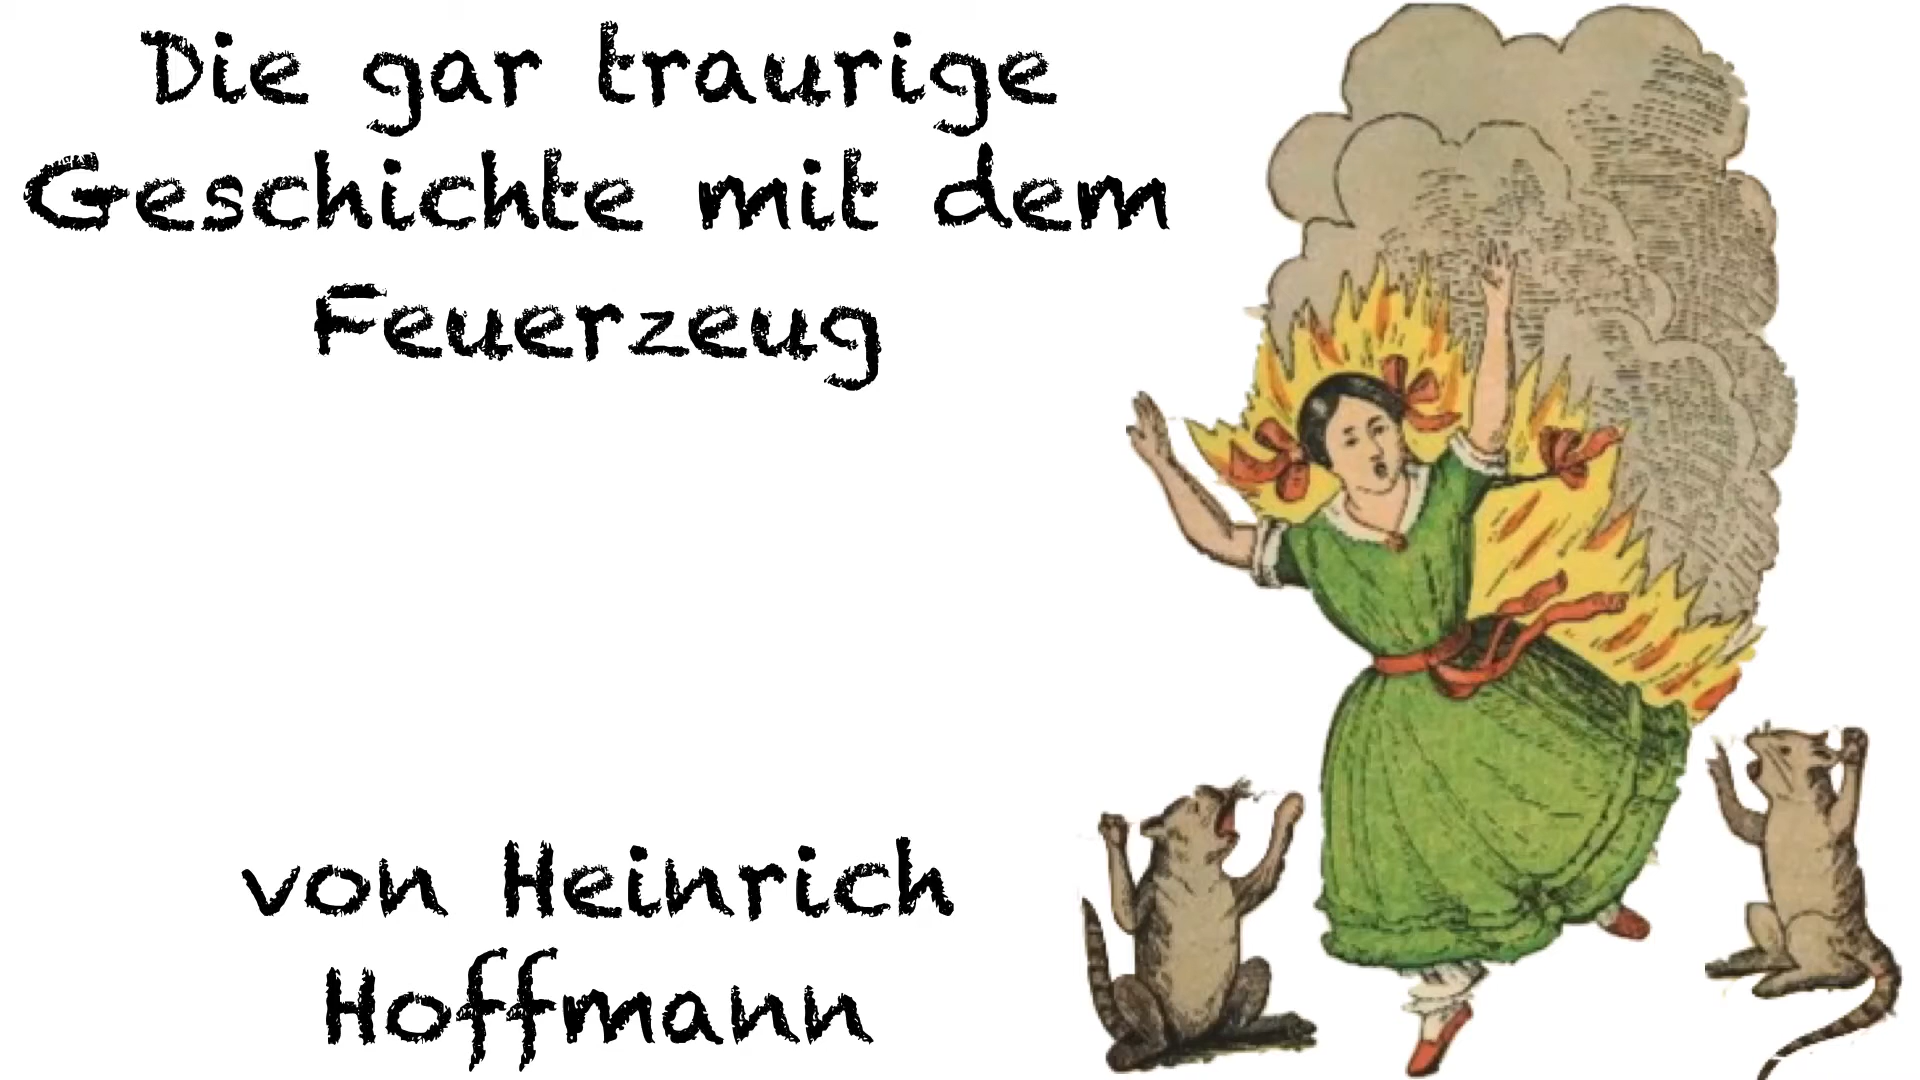 Die gar traurige
Geschichte mit dem
Feuerzeug
von Heinrich
Hoffmann